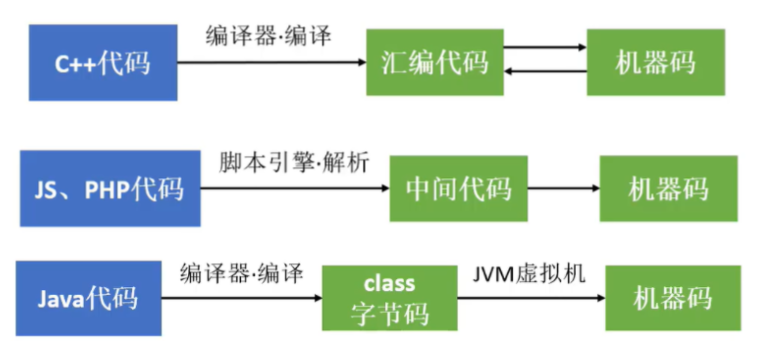 编译器·编译
C++代码
汇编代码
机器码
脚本引擎·解析
JS、PHP代码
中间代码
机器码
编译器·编译
JVM虚拟机
Java代码
class
字节码
机器码